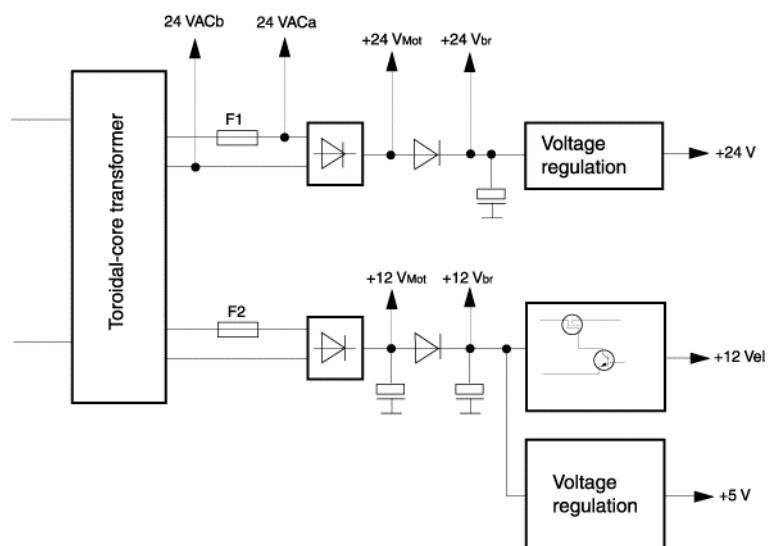 24 VACb
24 VACa
+24 VMot
+24 Vbr
F1
Toroidal-core transformer
Voltage
regulation
+24 V
+12 VMot
+12 Vbr
F2
+12 Vel
Voltage
regulation
+5 V